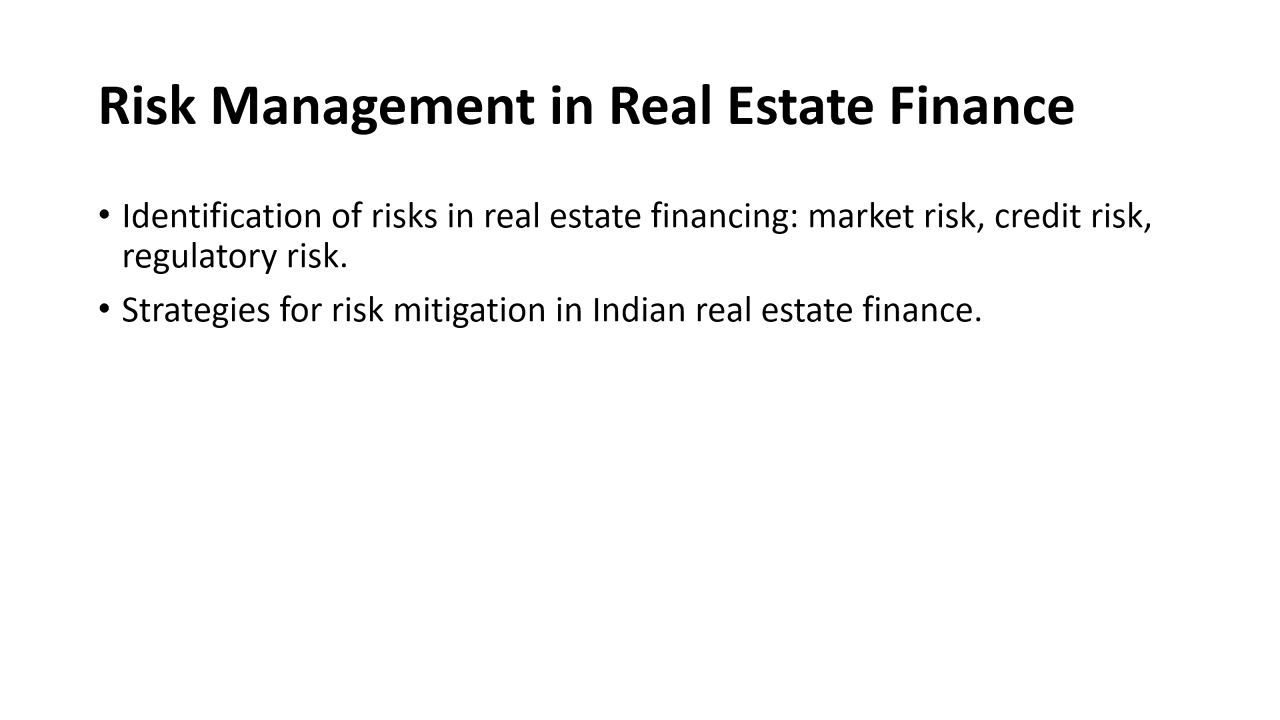 Risk Management in Real Estate Finance
• Identification of risks in real estate financing: market risk, credit risk,
regulatory risk.
• Strategies for risk mitigation in Indian real estate finance.